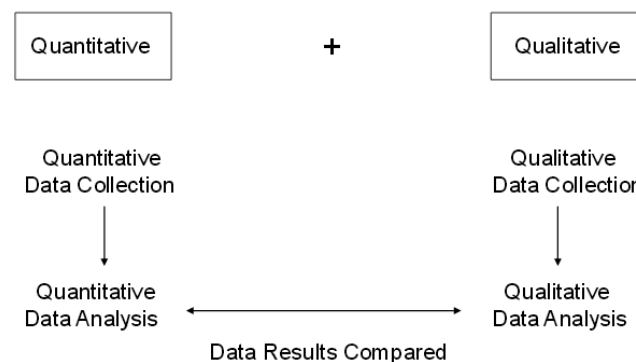 Quantitative
+
Qualitative
Quantitative
Data Collection
Qualitative
Data Collection
Quantitative
Data Analysis
Qualitative
Data Analysis
Data Results Compared